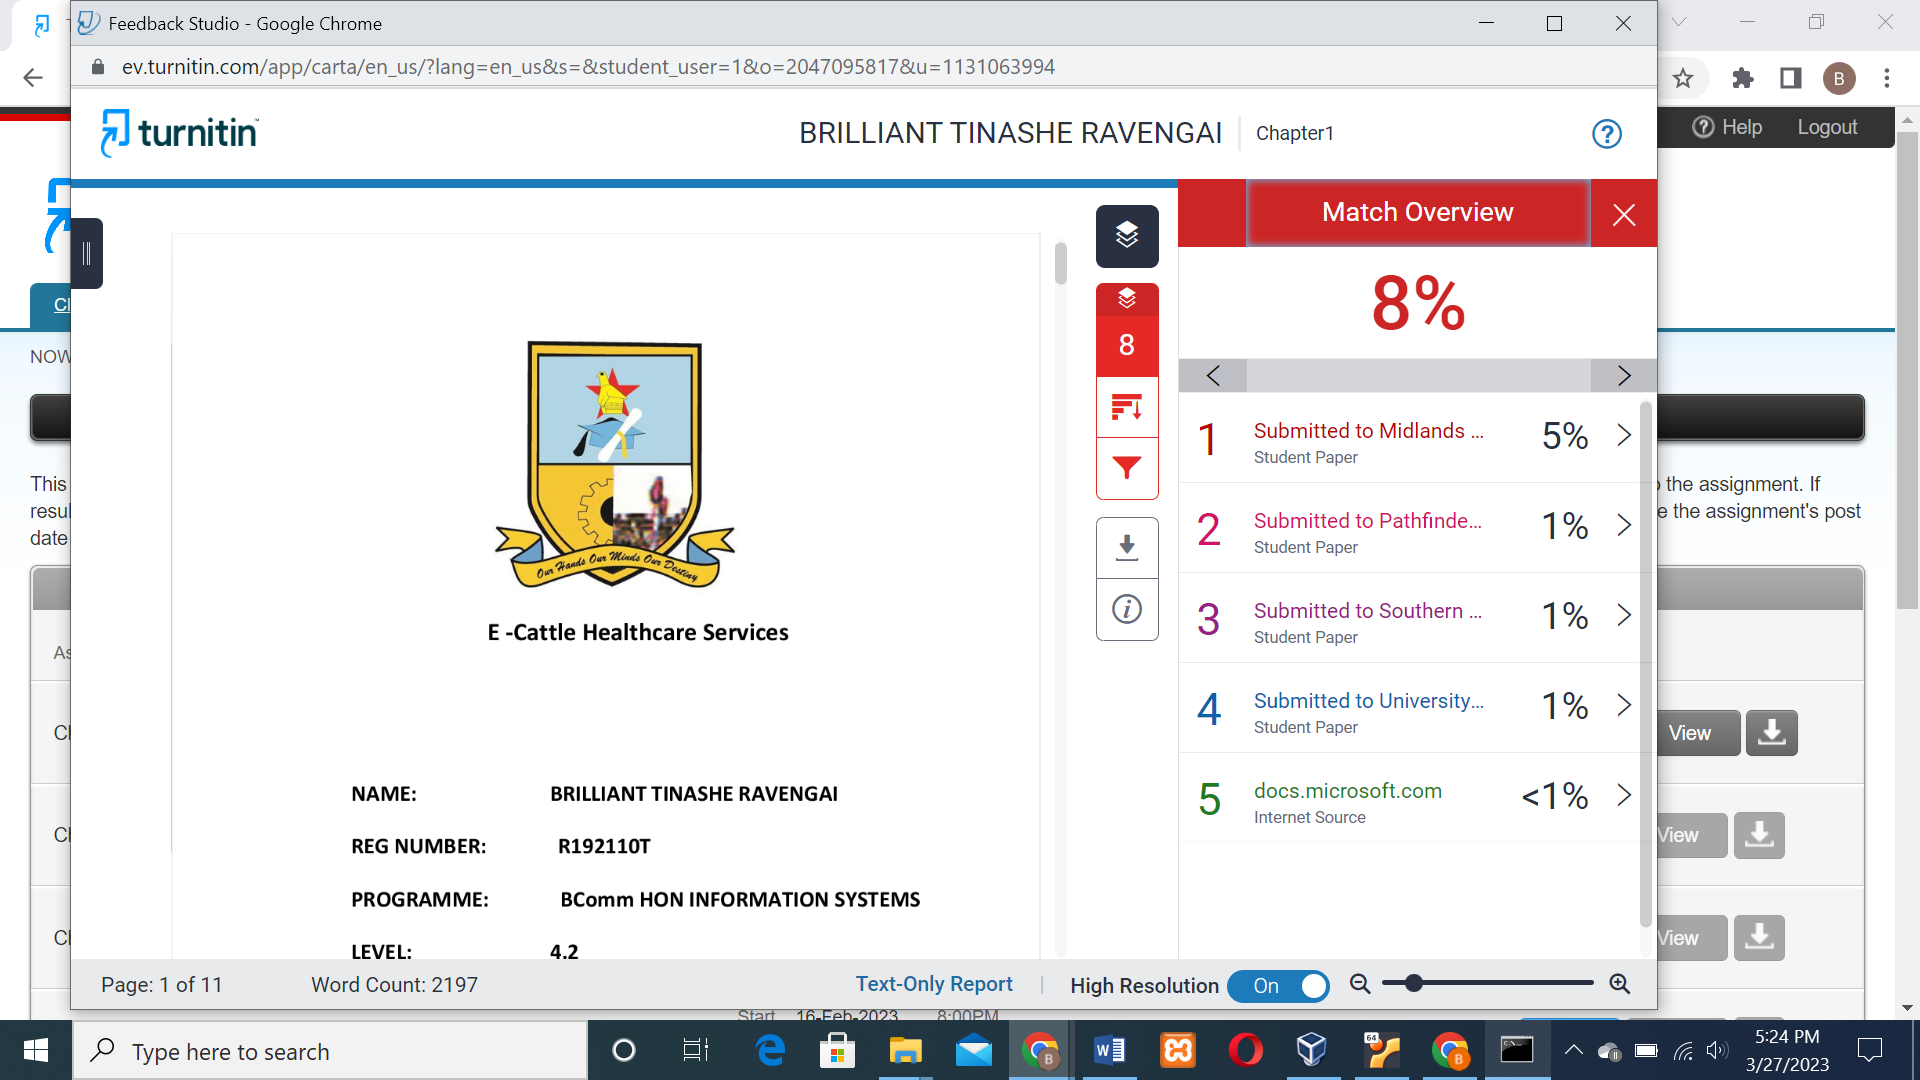 Feedback Studio - Google Chrome
ev.turnitin.com/app/carta/en_us/?lang=en_us&s=&student_user=1&o=2047095817&u=1131063994
B
turnitin
BRILLIANT TINASHE RAVENGAI
Chapter1
Help
Logout
Match Overview
8%
8
1
Submitted to Midlands ...
Student Paper
5%
2
Submitted to Pathfinde...
Student Paper
1%
3
Submitted to Southern ...
Student Paper
1%
4
Submitted to University...
Student Paper
1%
5
docs.microsoft.com
Internet Source
<1%
Our Hands Our Minds Our Destiny
E -Cattle Healthcare Services
NAME: BRILLIANT TINASHE RAVENGAI
REG NUMBER: R192110T
PROGRAMME: BComm HON INFORMATION SYSTEMS
LEVEL: 4.2
Page: 1 of 11
Word Count: 2197
Text-Only Report
High Resolution
On
NOW
This
the assignment. If
e the assignment's post
date
View
View
View
Start 16-Feb-2023 8:00PM
Type here to search
64
5:24 PM
3/27/2023